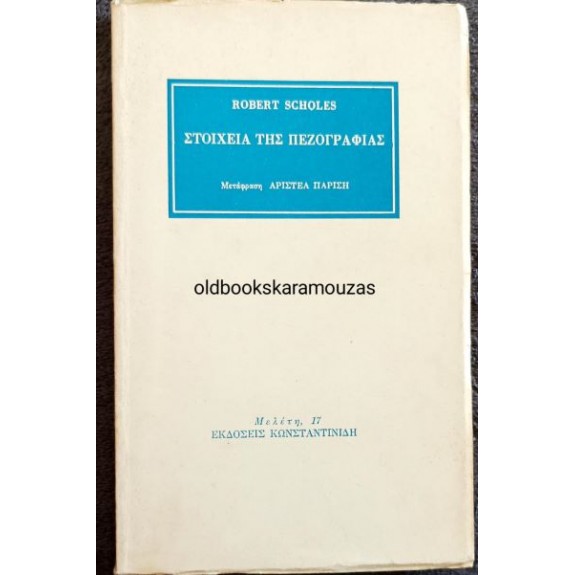 ROBERT SCHOLES
ΣΤΟΙΧΕΙΑ ΤΗΣ ΠΕΖΟΓΡΑΦΙΑΣ
Μετάφραση ΑΡΙΣΤΕΑ ΠΑΡΙΣΗ
oldbookskaramouzas
Μελέτη, 17
ΕΚΔΟΣΕΙΣ ΚΩΝΣΤΑΝΤΙΝΙΔΗ